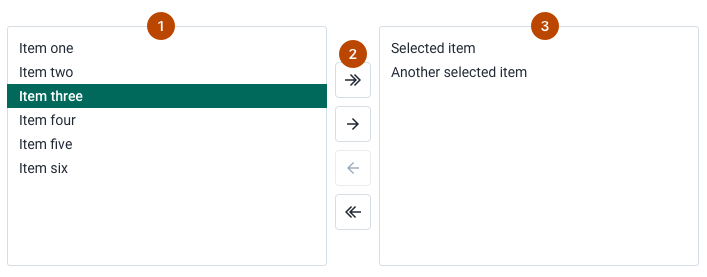 1
2
3
Item one
Item two
Item three
Item four
Item five
Item six
Selected item
Another selected item